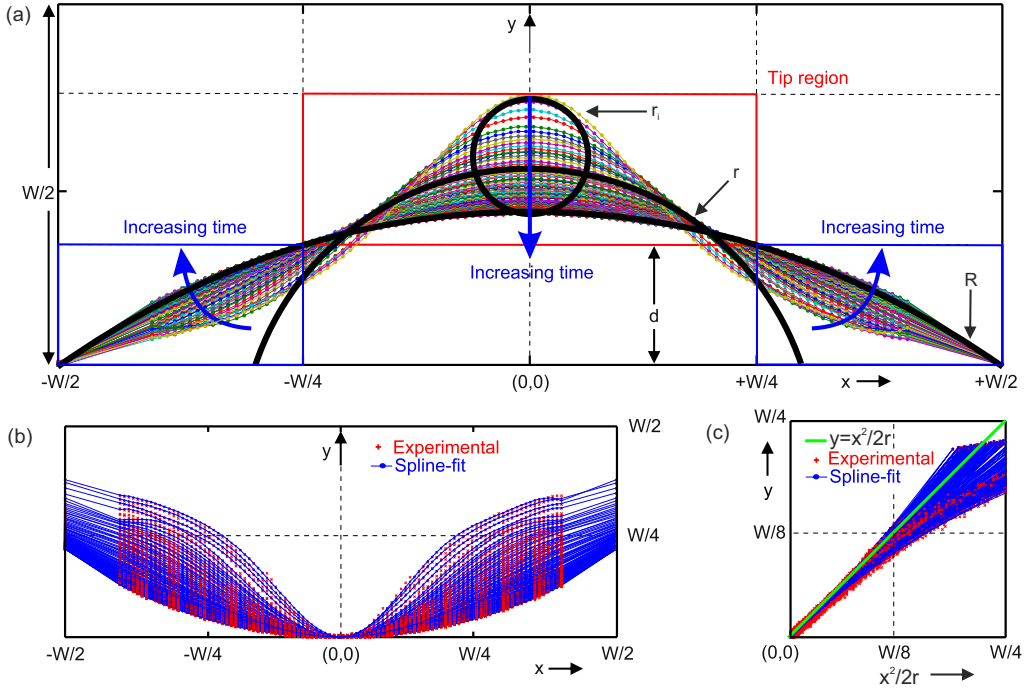 (a)
y
Tip region
rᵢ
r
W/2
Increasing time
Increasing time
Increasing time
R
d
-W/2
-W/4
(0,0)
+W/4
x
+W/2
(b)
y
Experimental
Spline-fit
W/2
W/4
-W/2
-W/4
(0,0)
W/4
x
W/2
(c)
W/4
y=x²/2r
Experimental
Spline-fit
y
W/8
(0,0)
W/8
W/4
x²/2r